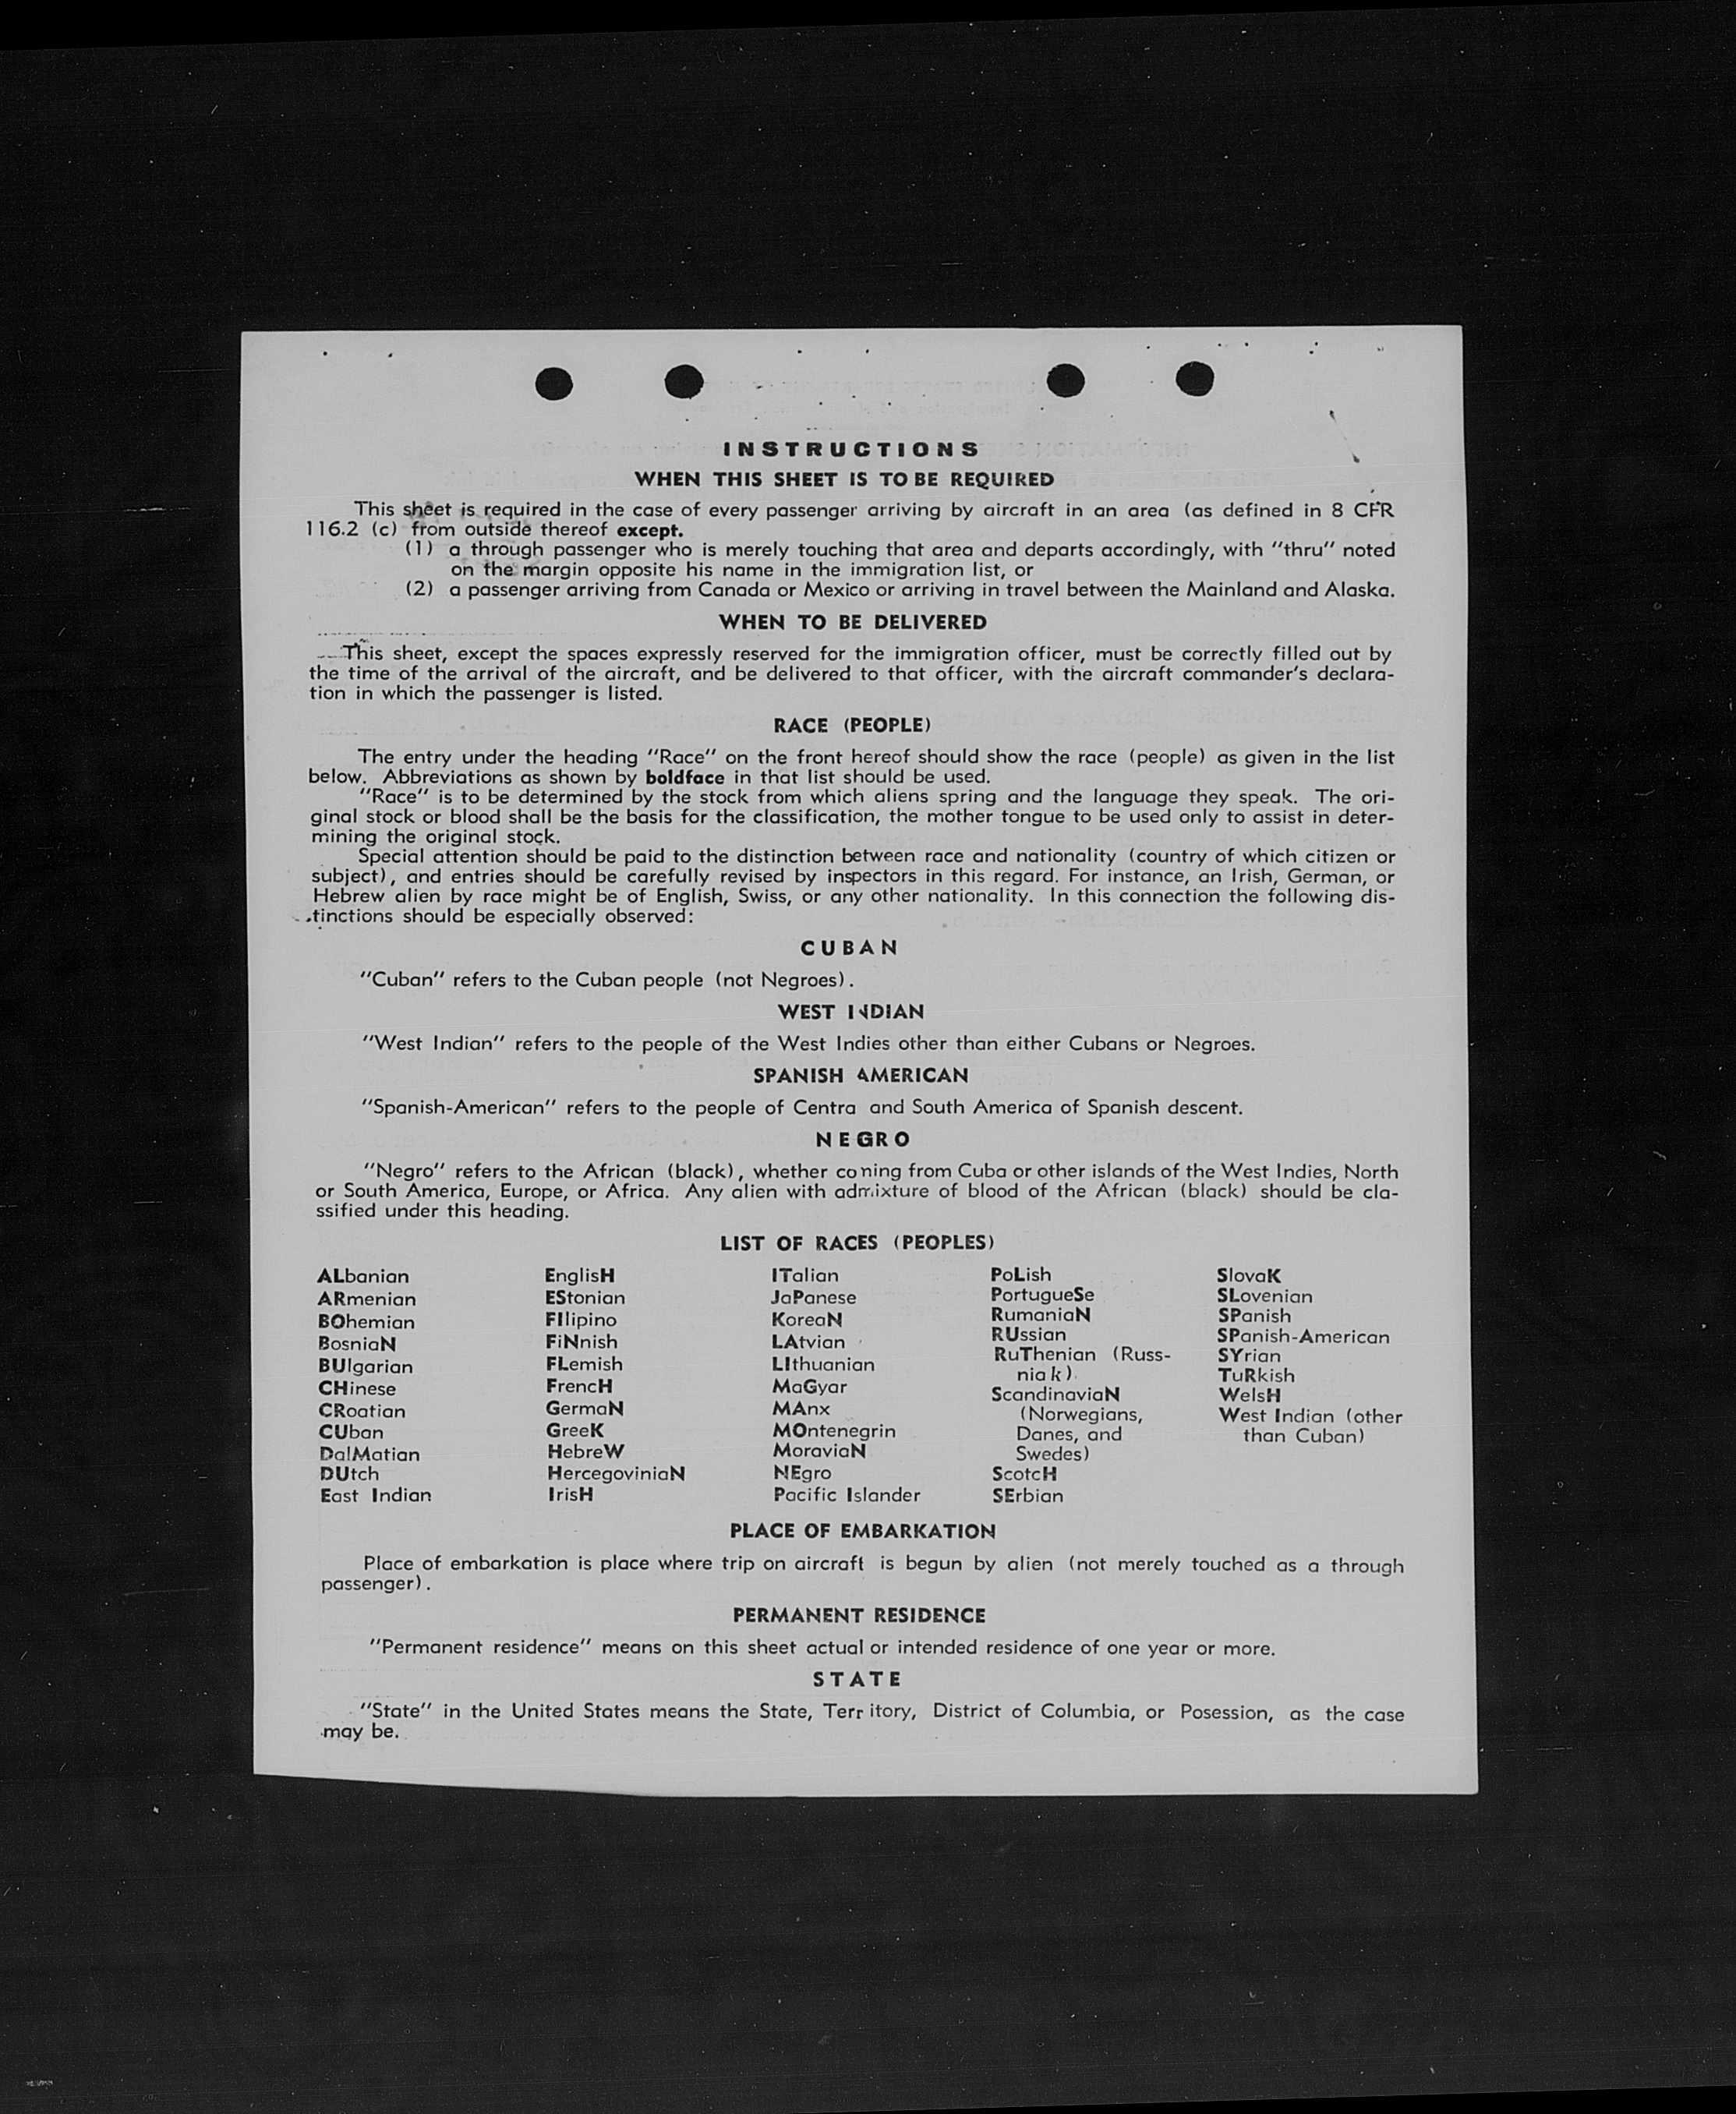 INSTRUCTIONS
WHEN THIS SHEET IS TO BE REQUIRED
This sheet is required in the case of every passenger arriving by aircraft in an area (as defined in 8 CFR
116.2 (c) from outside thereof except.
(1) a through passenger who is merely touching that area and departs accordingly, with "thru" noted
on the margin opposite his name in the immigration list, or
(2) a passenger arriving from Canada or Mexico or arriving in travel between the Mainland and Alaska.
WHEN TO BE DELIVERED
This sheet, except the spaces expressly reserved for the immigration officer, must be correctly filled out by
the time of the arrival of the aircraft, and be delivered to that officer, with the aircraft commander's declara-
tion in which the passenger is listed.
RACE (PEOPLE)
The entry under the heading "Race" on the front hereof should show the race (people) as given in the list
below. Abbreviations as shown by boldface in that list should be used.
"Race" is to be determined by the stock from which aliens spring and the language they speak. The ori-
ginal stock or blood shall be the basis for the classification, the mother tongue to be used only to assist in deter-
mining the original stock.
Special attention should be paid to the distinction between race and nationality (country of which citizen or
subject), and entries should be carefully revised by inspectors in this regard. For instance, an Irish, German, or
Hebrew alien by race might be of English, Swiss, or any other nationality. In this connection the following dis-
tinctions should be especially observed:
CUBAN
"Cuban" refers to the Cuban people (not Negroes).
WEST INDIAN
"West Indian" refers to the people of the West Indies other than either Cubans or Negroes.
SPANISH AMERICAN
"Spanish-American" refers to the people of Centra and South America of Spanish descent.
NEGRO
"Negro" refers to the African (black), whether coming from Cuba or other islands of the West Indies, North
or South America, Europe, or Africa. Any alien with admixture of blood of the African (black) should be cla-
ssified under this heading.
LIST OF RACES (PEOPLES)
ALbanian
ARmenian
BOhemian
BosniaN
BUlgarian
CHinese
CRoatian
CUban
DalMatian
DUtch
East Indian
EnglisH
EStonian
FIlipino
FiNnish
FLemish
FrencH
GermaN
GreeK
HebreW
HercegoviniaN
IrisH
ITalian
JaPanese
KoreaN
LAtvian
LIthuanian
MaGyar
MAnx
MOntenegrin
MoraviaN
NEgro
Pacific Islander
PoLish
PortugueSe
RumaniaN
RUssian
RuThenian (Russ-
niak)
ScandinaviaN
(Norwegians,
Danes, and
Swedes)
ScotcH
SErbian
SlovaK
SLovenian
SPanish
SPanish-American
SYrian
TuRkish
WelsH
West Indian (other
than Cuban)
PLACE OF EMBARKATION
Place of embarkation is place where trip on aircraft is begun by alien (not merely touched as a through
passenger).
PERMANENT RESIDENCE
"Permanent residence" means on this sheet actual or intended residence of one year or more.
STATE
"State" in the United States means the State, Territory, District of Columbia, or Posession, as the case
may be.